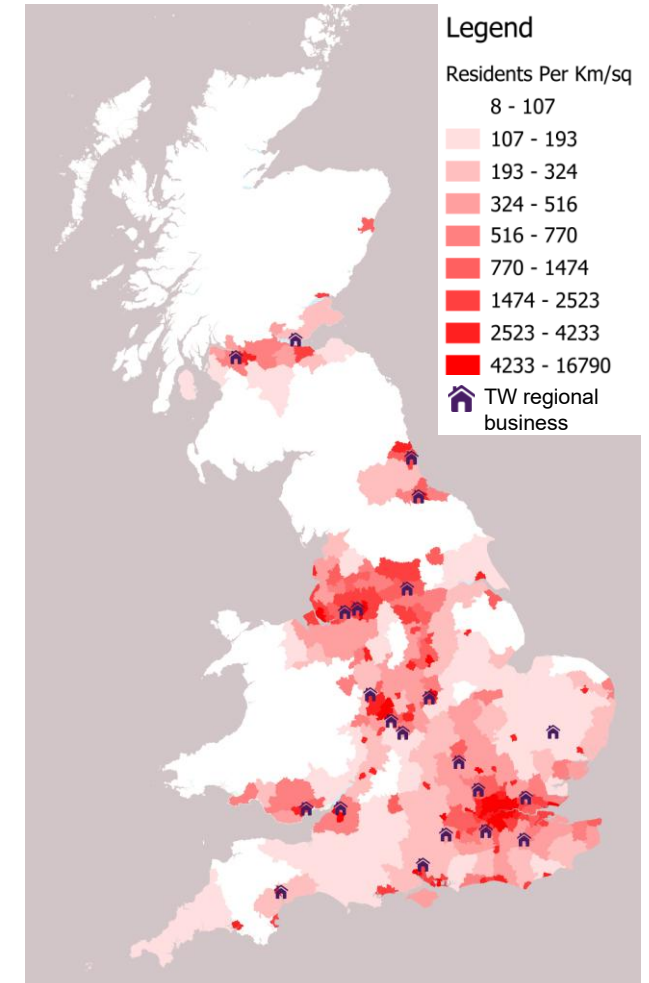 Legend
Residents Per Km/sq
8 - 107
107 - 193
193 - 324
324 - 516
516 - 770
770 - 1474
1474 - 2523
2523 - 4233
4233 - 16790
TW regional
business